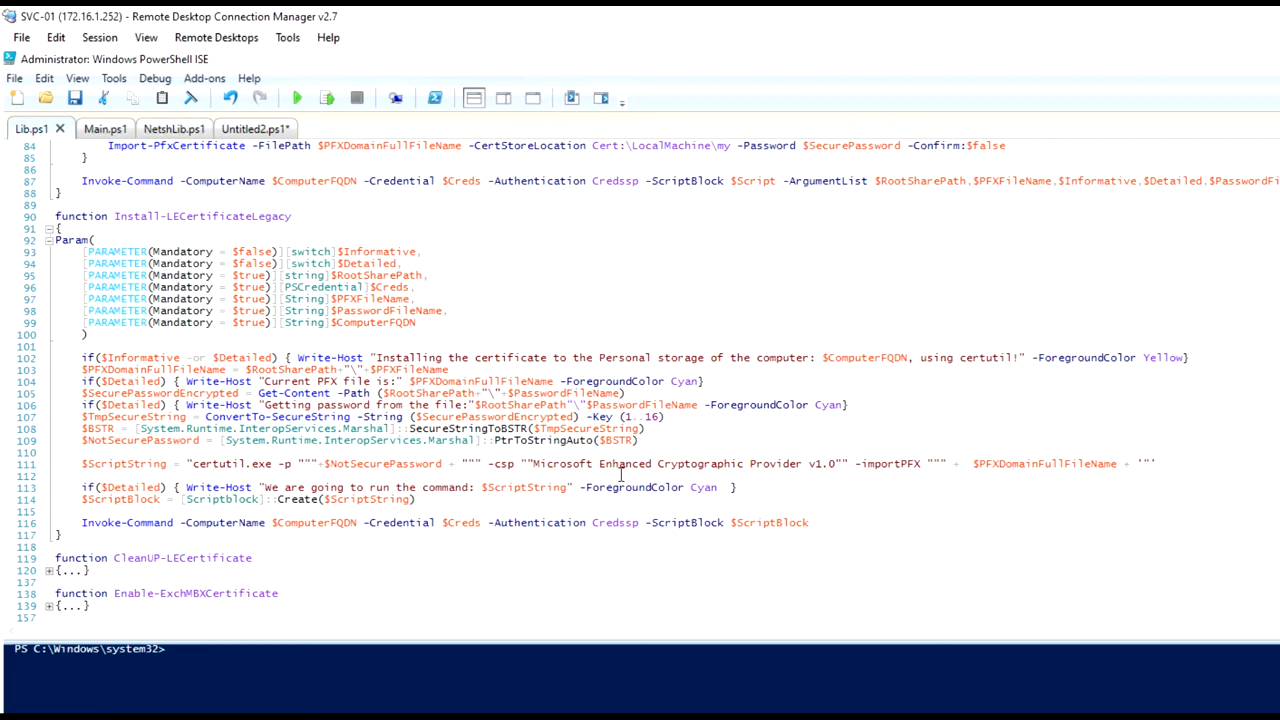 SVC-01 (172.16.1.252) - Remote Desktop Connection Manager v2.7
File Edit Session View Remote Desktops Tools Help
Administrator: Windows PowerShell ISE
File Edit View Tools Debug Add-ons Help
Lib.ps1 Main.ps1 NetshLib.ps1 Untitled2.ps1*
84 Import-PfxCertificate -FilePath $PFXDomainFullFileName -CertStoreLocation Cert:\LocalMachine\my -Password $SecurePassword -Confirm:$false
85 }
86
87 Invoke-Command -ComputerName $ComputerFQDN -Credential $Creds -Authentication Credssp -ScriptBlock $Script -ArgumentList $RootSharePath,$PFXFileName,$Informative,$Detailed,$PasswordFi
88 }
89
90 function Install-LECertificateLegacy
91 {
92 Param(
93 [PARAMETER(Mandatory = $false)][switch]$Informative,
94 [PARAMETER(Mandatory = $false)][switch]$Detailed,
95 [PARAMETER(Mandatory = $true)][string]$RootSharePath,
96 [PARAMETER(Mandatory = $true)][PSCredential]$Creds,
97 [PARAMETER(Mandatory = $true)][String]$PFXFileName,
98 [PARAMETER(Mandatory = $true)][String]$PasswordFileName,
99 [PARAMETER(Mandatory = $true)][String]$ComputerFQDN
100 )
101
102 if($Informative -or $Detailed) { Write-Host "Installing the certificate to the Personal storage of the computer: $ComputerFQDN, using certutil!" -ForegroundColor Yellow}
103 $PFXDomainFullFileName = $RootSharePath+"\"+$PFXFileName
104 if($Detailed) { Write-Host "Current PFX file is:" $PFXDomainFullFileName -ForegroundColor Cyan}
105 $SecurePasswordEncrypted = Get-Content -Path ($RootSharePath+"\"+$PasswordFileName)
106 if($Detailed) { Write-Host "Getting password from the file:"$RootSharePath"\"$PasswordFileName -ForegroundColor Cyan}
107 $TmpSecureString = ConvertTo-SecureString -String ($SecurePasswordEncrypted) -Key (1..16)
108 $BSTR = [System.Runtime.InteropServices.Marshal]::SecureStringToBSTR($TmpSecureString)
109 $NotSecurePassword = [System.Runtime.InteropServices.Marshal]::PtrToStringAuto($BSTR)
110
111 $ScriptString = "certutil.exe -p """+$NotSecurePassword + """ -csp ""Microsoft Enhanced Cryptographic Provider v1.0"" -importPFX """ + $PFXDomainFullFileName + '"'
112
113 if($Detailed) { Write-Host "We are going to run the command: $ScriptString" -ForegroundColor Cyan }
114 $ScriptBlock = [Scriptblock]::Create($ScriptString)
115
116 Invoke-Command -ComputerName $ComputerFQDN -Credential $Creds -Authentication Credssp -ScriptBlock $ScriptBlock
117 }
118
119 function CleanUP-LECertificate
120 {...}
137
138 function Enable-ExchMBXCertificate
139 {...}
157
PS C:\Windows\system32>